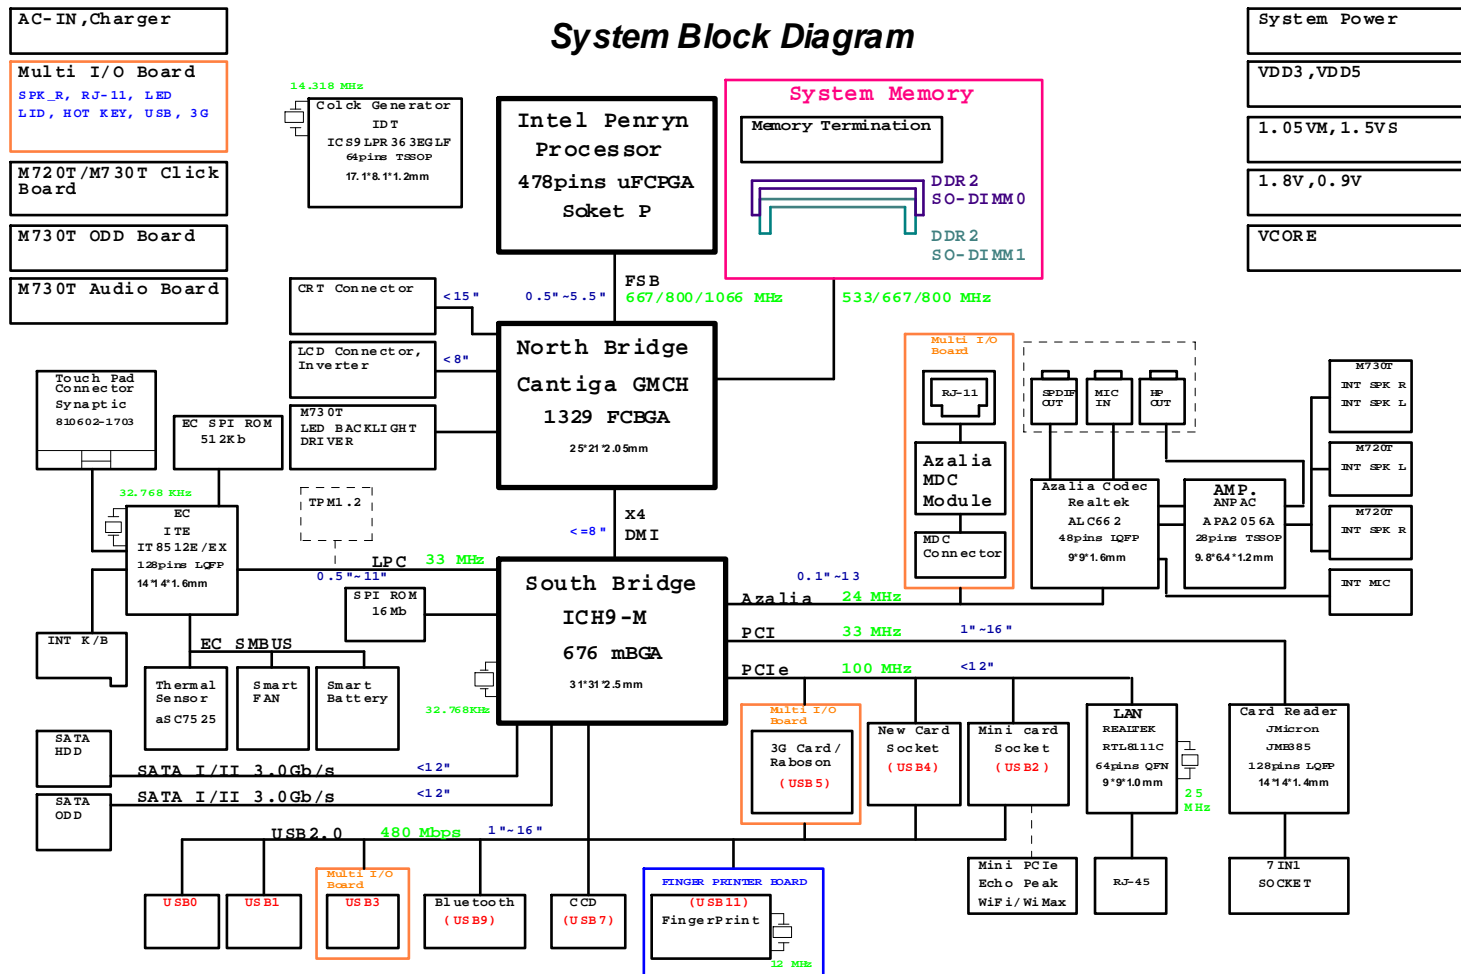 System Block Diagram
AC-IN,Charger
Multi I/O Board
SPK_R, RJ-11, LED
LID, HOT KEY, USB, 3G
M720T/M730T Click
Board
M730T ODD Board
M730T Audio Board
System Power
VDD3,VDD5
1.05VM,1.5VS
1.8V,0.9V
VCORE
14.318 MHz
Colck Generator
IDT
ICS9LPR363EGLF
64pins TSSOP
17.1*8.1*1.2mm
Intel Penryn
Processor
478pins uFCPGA
Soket P
System Memory
Memory Termination
DDR2
SO-DIMM0
DDR2
SO-DIMM1
FSB
0.5"~5.5"
667/800/1066 MHz
533/667/800 MHz
CRT Connector
<15"
LCD Connector,
Inverter
<8"
M730T
LED BACKLIGHT
DRIVER
North Bridge
Cantiga GMCH
1329 FCBGA
25*21*2.05mm
Touch Pad
Connector
Synaptic
810602-1703
EC SPI ROM
512Kb
32.768 KHz
EC
ITE
IT8512E/EX
128pins LQFP
14*14*1.6mm
TPM1.2
X4
<=8"
DMI
LPC
33 MHz
0.5"~11"
SPI ROM
16Mb
INT K/B
EC SMBUS
Thermal
Sensor
aSC7525
Smart
FAN
Smart
Battery
South Bridge
ICH9-M
676 mBGA
31*31*2.5mm
32.768KHz
Multi I/O
Board
RJ-11
Azalia
MDC
Module
MDC
Connector
SPDIF
OUT
MIC
IN
HP
OUT
Azalia Codec
Realtek
ALC662
48pins LQFP
9*9*1.6mm
AMP.
ANPAC
APA2056A
28pins TSSOP
9.8*6.4*1.2mm
M730T
INT SPK R
INT SPK L
M720T
INT SPK L
M720T
INT SPK R
INT MIC
0.1"~13
Azalia
24 MHz
PCI
33 MHz
1"~16"
PCIe
100 MHz
<12"
Multi I/O
Board
3G Card/
Raboson
(USB5)
New Card
Socket
(USB4)
Mini card
Socket
(USB2)
LAN
REALTEK
RTL8111C
64pins QFN
9*9*1.0mm
25
MHz
Card Reader
JMicron
JMB385
128pins LQFP
14*14*1.4mm
SATA
HDD
SATA I/II 3.0Gb/s
<12"
SATA
ODD
SATA I/II 3.0Gb/s
<12"
USB2.0
480 Mbps
1"~16"
USB0
USB1
Multi I/O
Board
USB3
Bluetooth
(USB9)
CCD
(USB7)
FINGER PRINTER BOARD
(USB11)
FingerPrint
12 MHz
Mini PCIe
Echo Peak
WiFi/WiMax
RJ-45
7IN1
SOCKET